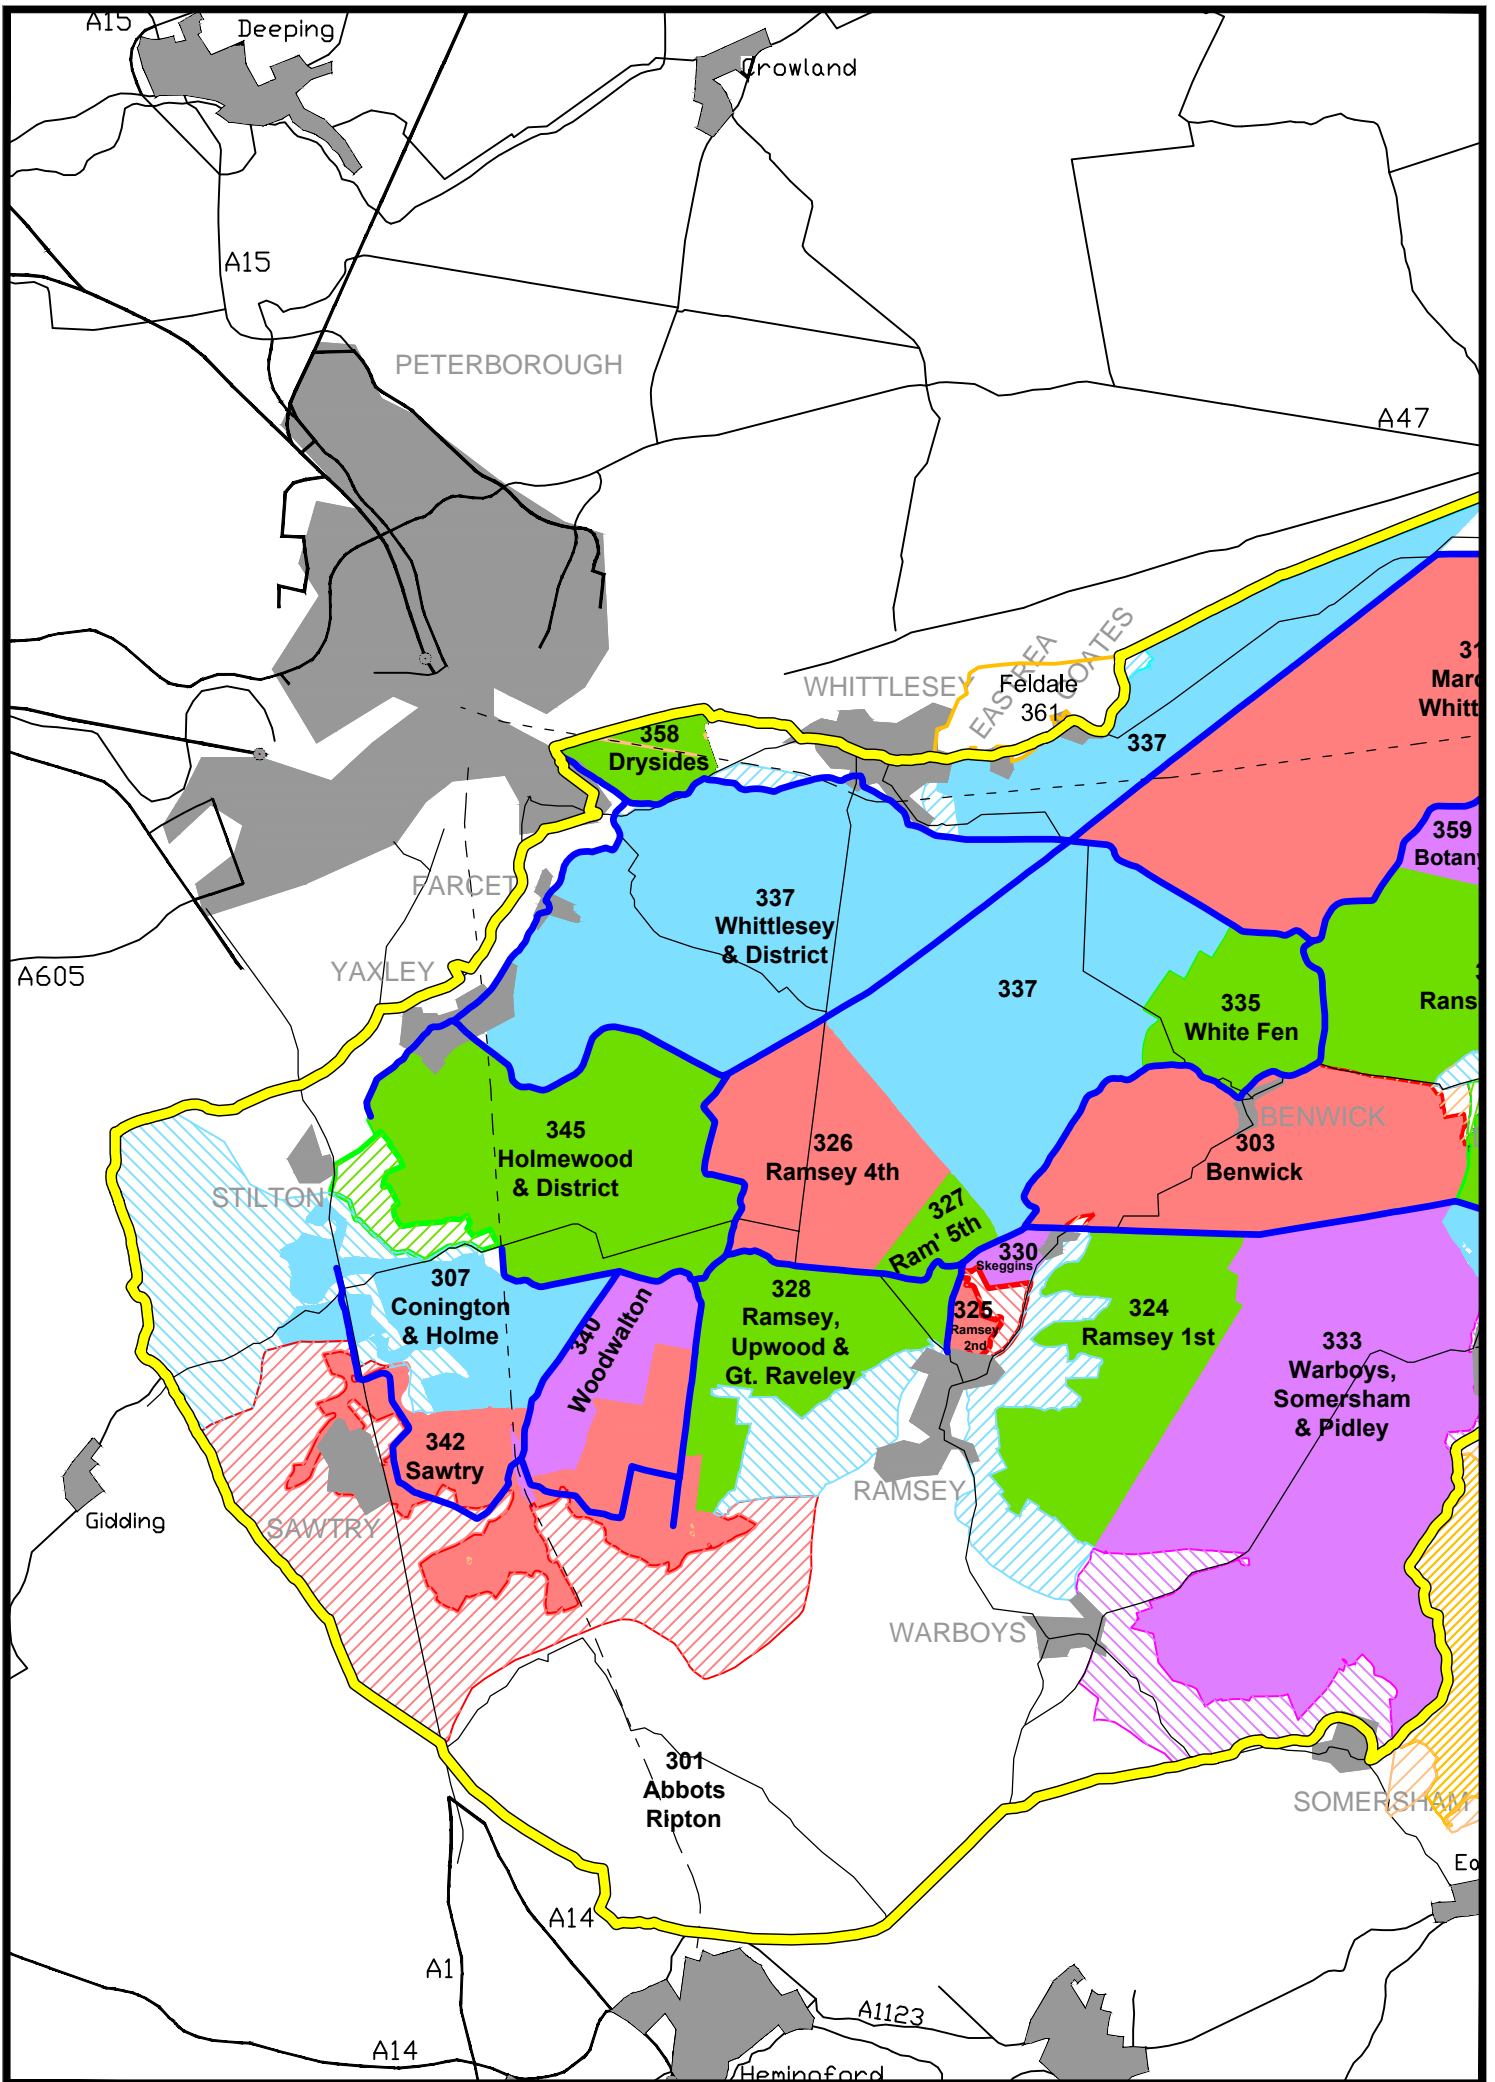 A15
Deeping
Crowland
A15
PETERBOROUGH
A47
WHITTLESEY
EASTREA
COATES
Feldale
361
31
Marc
Whitt
358
Drysides
337
359
Botany
FARCET
337
Whittlesey
& District
YAXLEY
A605
337
335
White Fen
Rans
BENWICK
345
Holmewood
& District
326
Ramsey 4th
303
Benwick
STILTON
327
Ram' 5th
330
Skeggins
307
Conington
& Holme
340
Woodwalton
328
Ramsey,
Upwood &
Gt. Raveley
325
Ramsey
2nd
324
Ramsey 1st
333
Warboys,
Somersham
& Pidley
342
Sawtry
RAMSEY
Gidding
SAWTRY
WARBOYS
301
Abbots
Ripton
SOMERSHAM
Ea
A14
A1
A1123
A14
Hemingford